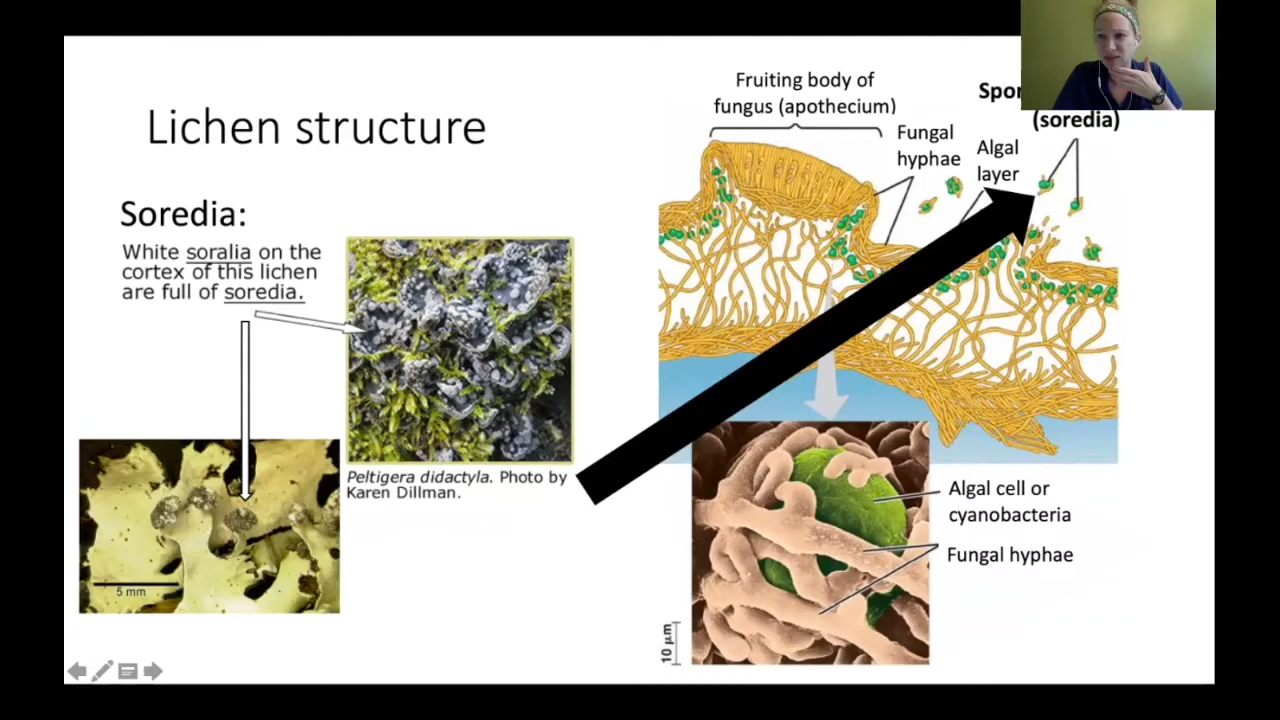 Lichen structure
Soredia:
White soralia on the
cortex of this lichen
are full of soredia.
Peltigera didactyla. Photo by
Karen Dillman.
5 mm
Fruiting body of
fungus (apothecium)
Fungal
hyphae
Algal
layer
(soredia)
Algal cell or
cyanobacteria
Fungal hyphae
10 μm